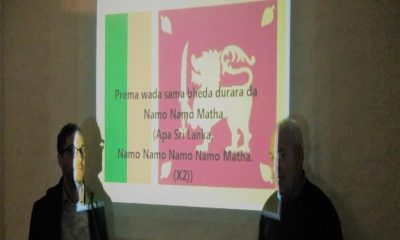 Prema wada sama bheda durara da
Namo Namo Matha
(Apa Sri Lanka,
Namo Namo Namo Namo Matha.
(X2))